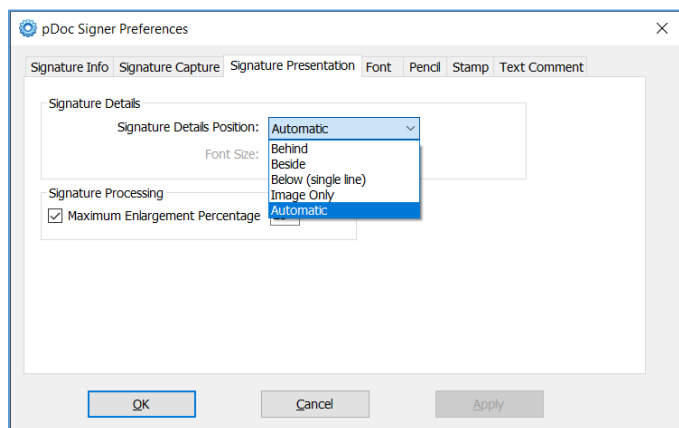 pDoc Signer Preferences
Signature Info Signature Capture Signature Presentation Font Pencil Stamp Text Comment
Signature Details
Signature Details Position: Automatic
Font Size:
Behind
Beside
Below (single line)
Image Only
Automatic
Signature Processing
Maximum Enlargement Percentage
OK Cancel Apply